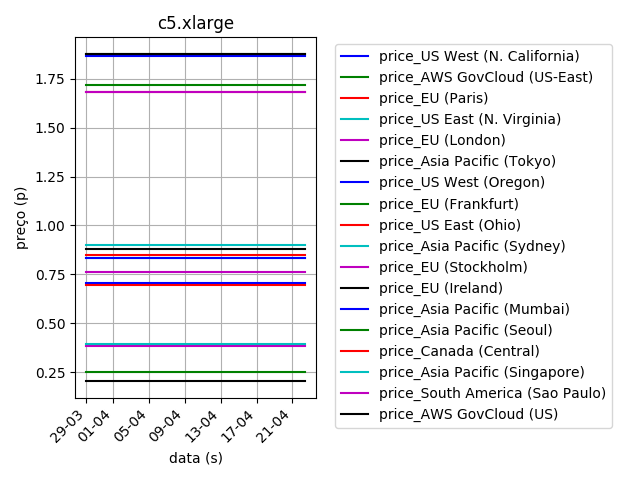 c5.xlarge
preço (p)
1.75
1.50
1.25
1.00
0.75
0.50
0.25
29-03
01-04
05-04
09-04
13-04
17-04
21-04
data (s)
price_US West (N. California)
price_AWS GovCloud (US-East)
price_EU (Paris)
price_US East (N. Virginia)
price_EU (London)
price_Asia Pacific (Tokyo)
price_US West (Oregon)
price_EU (Frankfurt)
price_US East (Ohio)
price_Asia Pacific (Sydney)
price_EU (Stockholm)
price_EU (Ireland)
price_Asia Pacific (Mumbai)
price_Asia Pacific (Seoul)
price_Canada (Central)
price_Asia Pacific (Singapore)
price_South America (Sao Paulo)
price_AWS GovCloud (US)